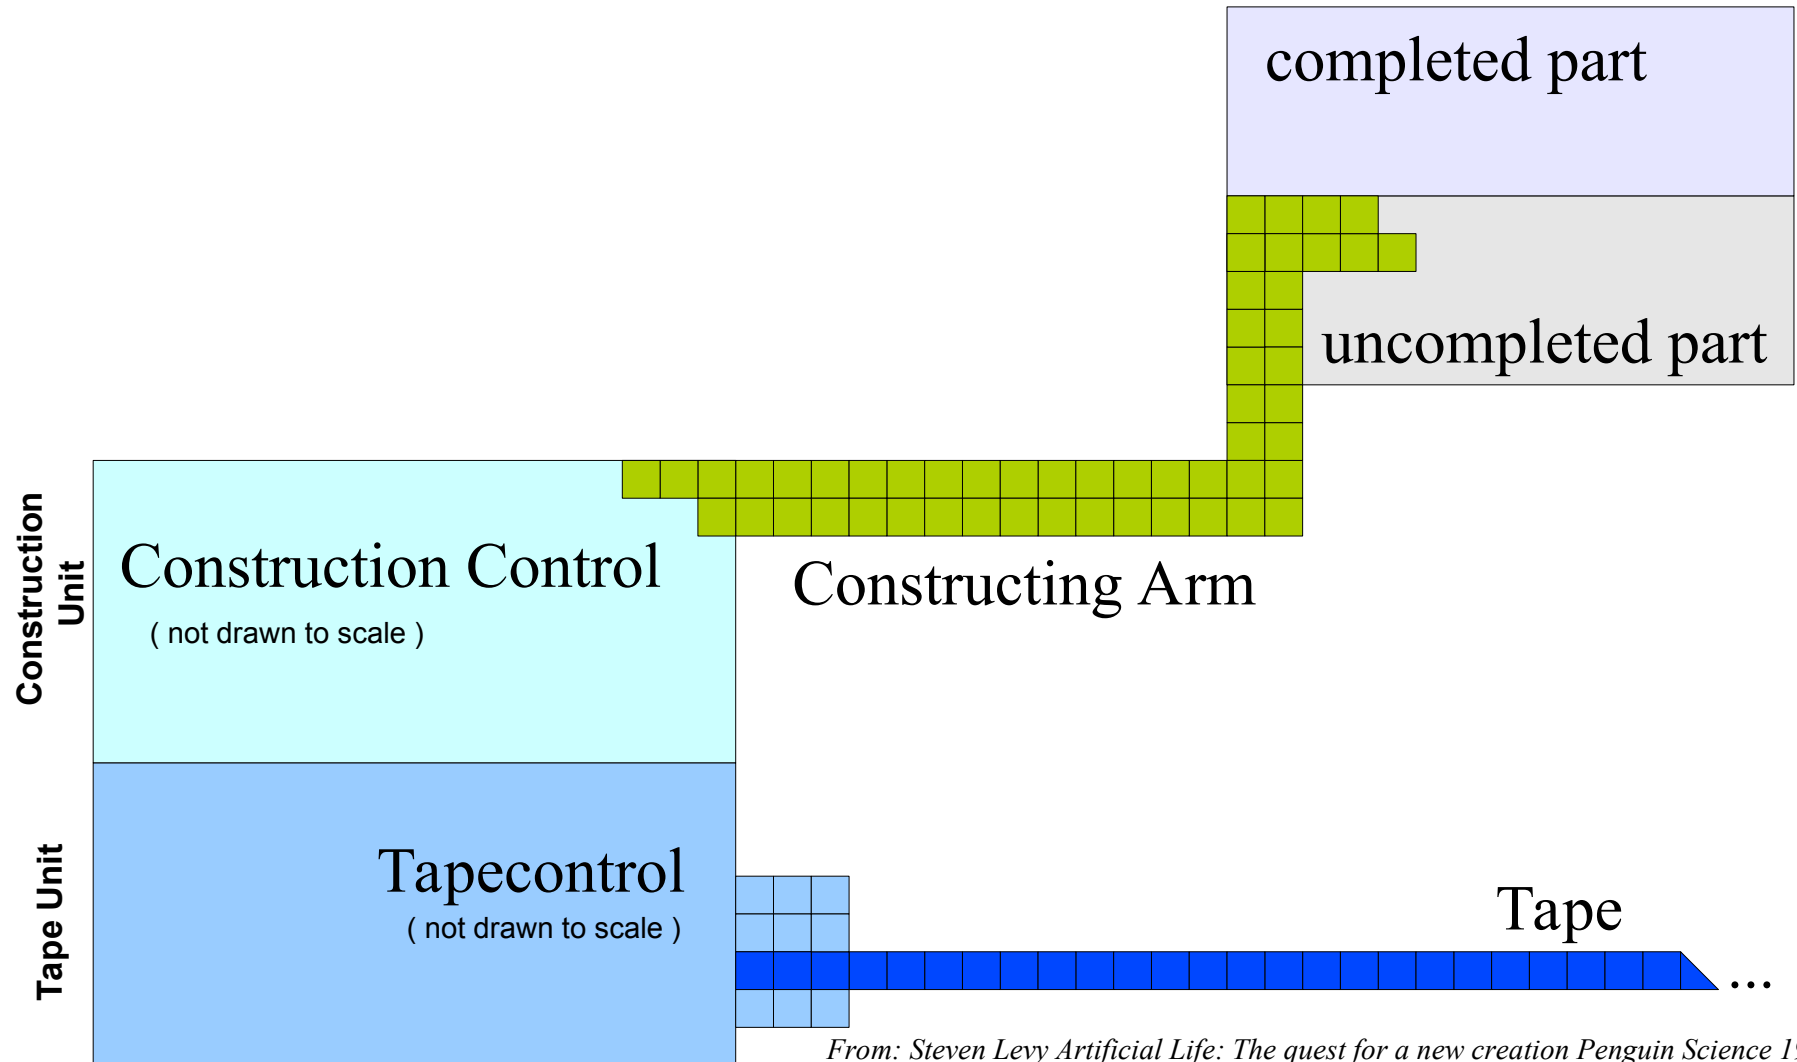 completed part
uncompleted part
Construction
Unit
Construction Control
( not drawn to scale )
Constructing Arm
Tape Unit
Tapecontrol
( not drawn to scale )
Tape
...
From: Steven Levy Artificial Life: The quest for a new creation Penguin Science